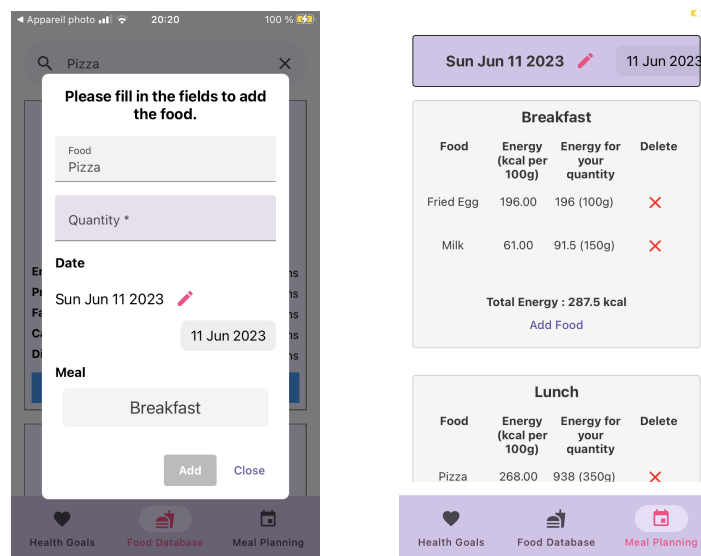 ◀ Appareil photo 20:20 100 %
Pizza
Please fill in the fields to add
the food.
Food
Pizza
Quantity *
Date
Sun Jun 11 2023
11 Jun 2023
Meal
Breakfast
Add Close
Health Goals Food Database Meal Planning
Sun Jun 11 2023 11 Jun 2023
Breakfast
Food Energy Energy for Delete
(kcal per your
100g) quantity
Fried Egg 196.00 196 (100g)
Milk 61.00 91.5 (150g)
Total Energy : 287.5 kcal
Add Food
Lunch
Food Energy Energy for Delete
(kcal per your
100g) quantity
Pizza 268.00 938 (350g)
Health Goals Food Database Meal Planning